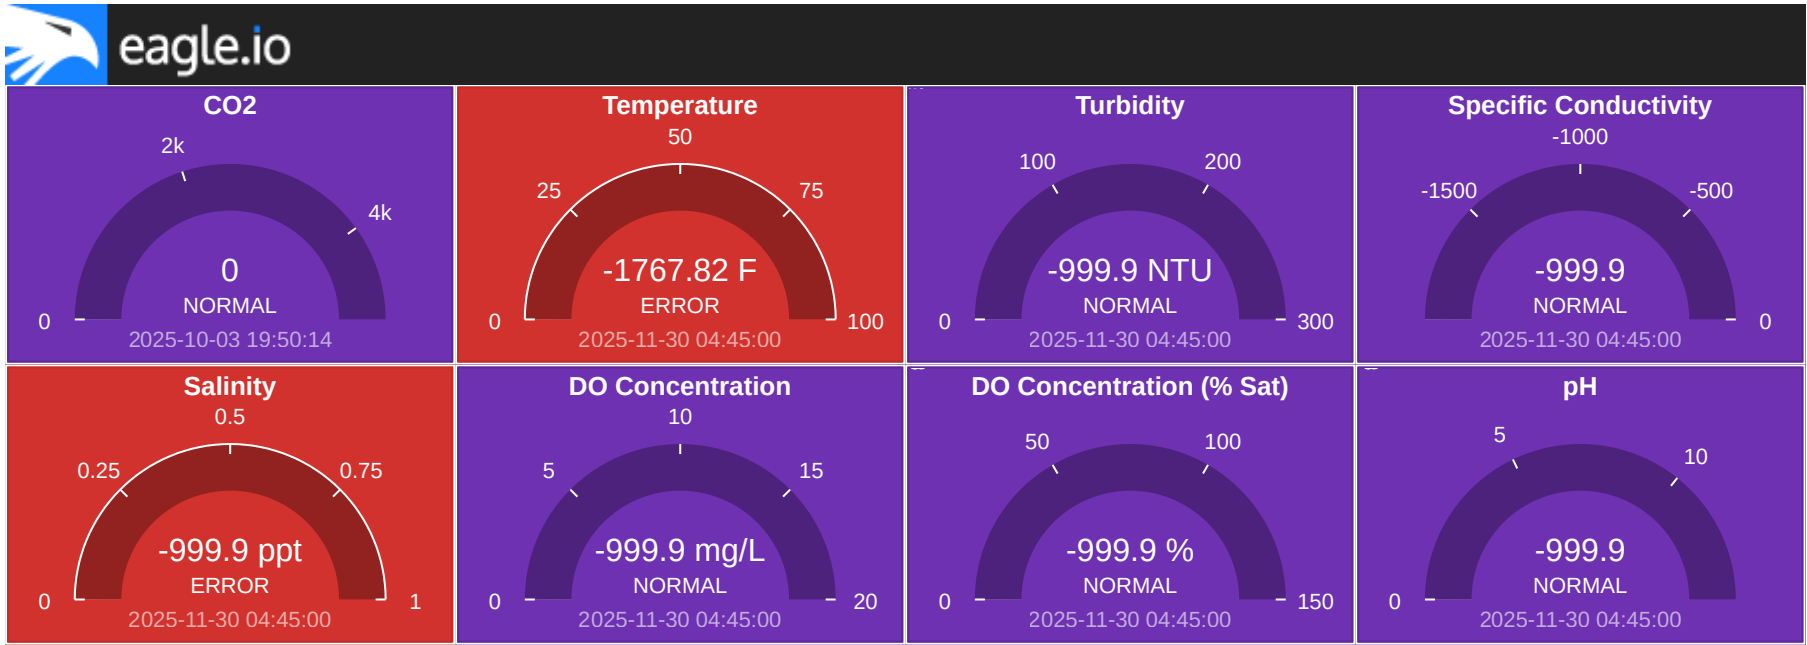 eagle.io
CO2
2k
4k
0
NORMAL
0
2025-10-03 19:50:14
Temperature
50
25
75
-1767.82 F
ERROR
0
100
2025-11-30 04:45:00
Turbidity
100
200
-999.9 NTU
NORMAL
0
300
2025-11-30 04:45:00
Specific Conductivity
-1000
-1500
-500
-999.9
NORMAL
0
2025-11-30 04:45:00
Salinity
0.5
0.25
0.75
-999.9 ppt
ERROR
0
1
2025-11-30 04:45:00
DO Concentration
10
5
15
-999.9 mg/L
NORMAL
0
20
2025-11-30 04:45:00
DO Concentration (% Sat)
50
100
-999.9 %
NORMAL
0
150
2025-11-30 04:45:00
pH
5
10
-999.9
NORMAL
0
2025-11-30 04:45:00